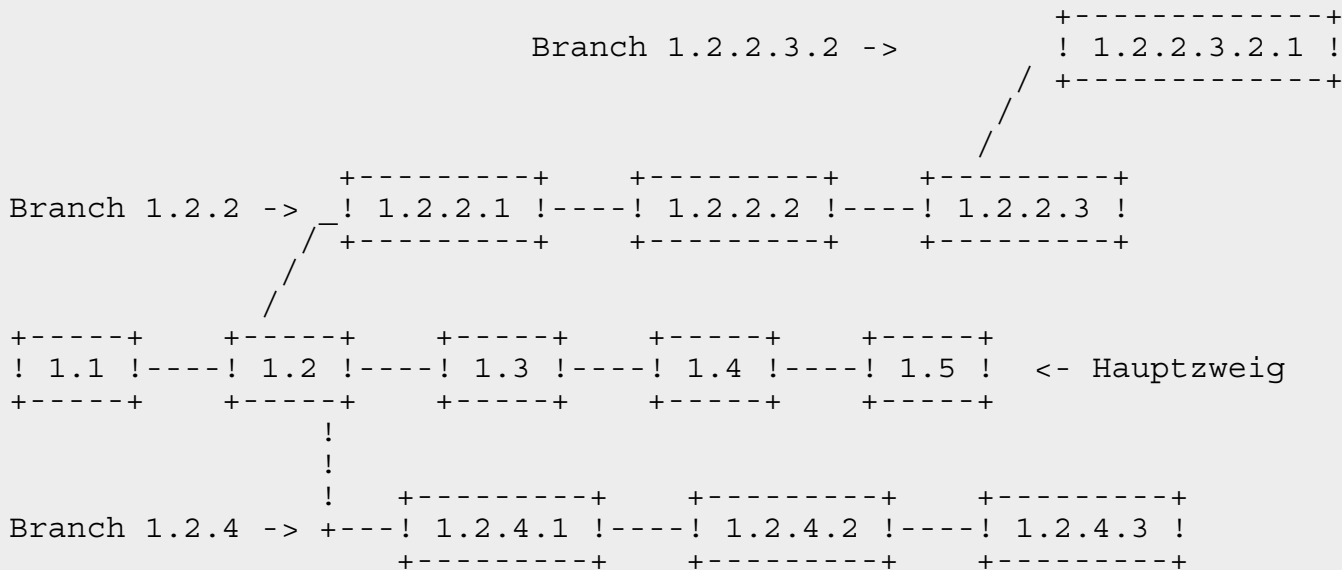 +-------------+
Branch 1.2.2.3.2 -> ! 1.2.2.3.2.1 !
/ +-------------+
/
/
/
+---------+ +---------+ +---------+
Branch 1.2.2 -> _! 1.2.2.1 !----! 1.2.2.2 !----! 1.2.2.3 !
/ +---------+ +---------+ +---------+
/
/
/
+-----+ +-----+ +-----+ +-----+ +-----+
! 1.1 !----! 1.2 !----! 1.3 !----! 1.4 !----! 1.5 ! <- Hauptzweig
+-----+ +-----+ +-----+ +-----+ +-----+
!
!
! +---------+ +---------+ +---------+
Branch 1.2.4 -> +---! 1.2.4.1 !----! 1.2.4.2 !----! 1.2.4.3 !
+---------+ +---------+ +---------+